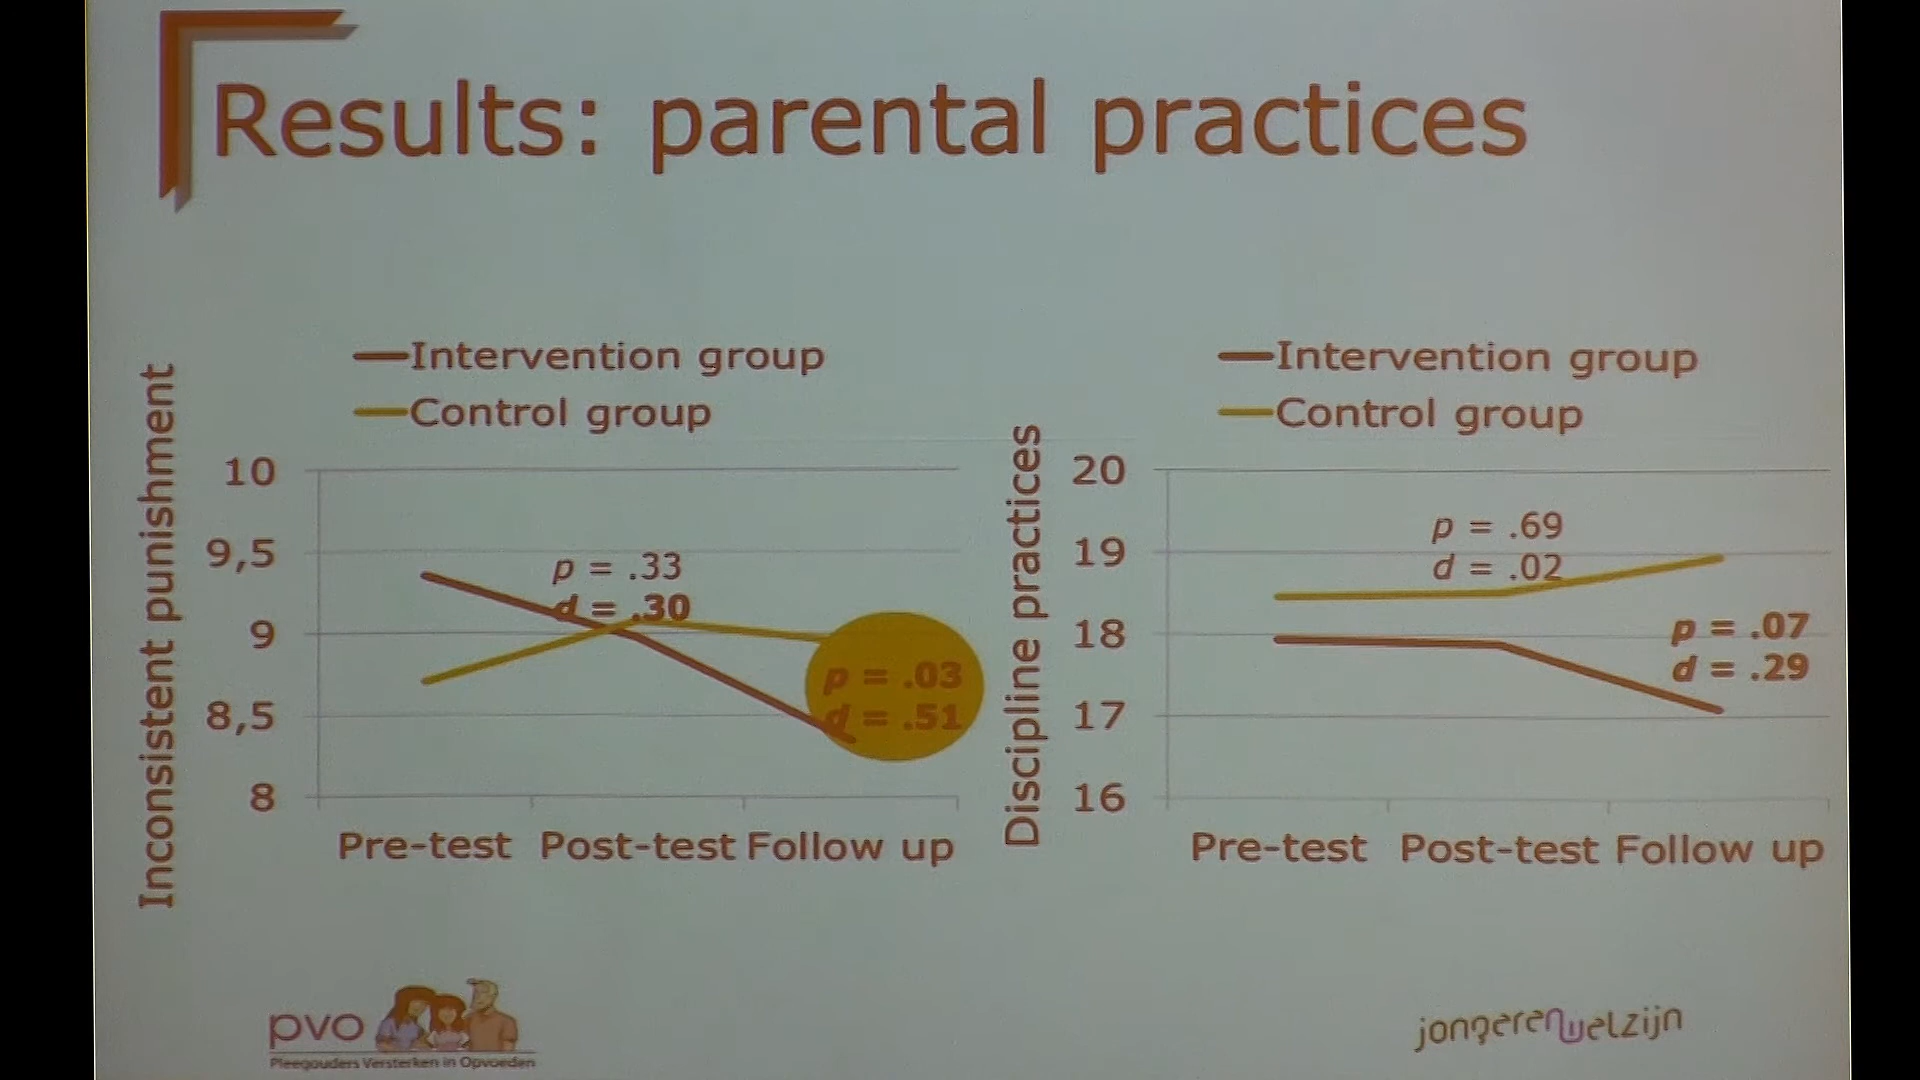 Results: parental practices
Inconsistent punishment
Intervention group
Control group
10
9,5
9
8,5
8
p = .33
d = .30
p = .03
d = .51
Pre-test Post-test Follow up
Discipline practices
Intervention group
Control group
20
19
18
17
16
p = .69
d = .02
p = .07
d = .29
Pre-test Post-test Follow up
pvo
Pleegouders Versterken in Opvoeden
jongerenwelzijn